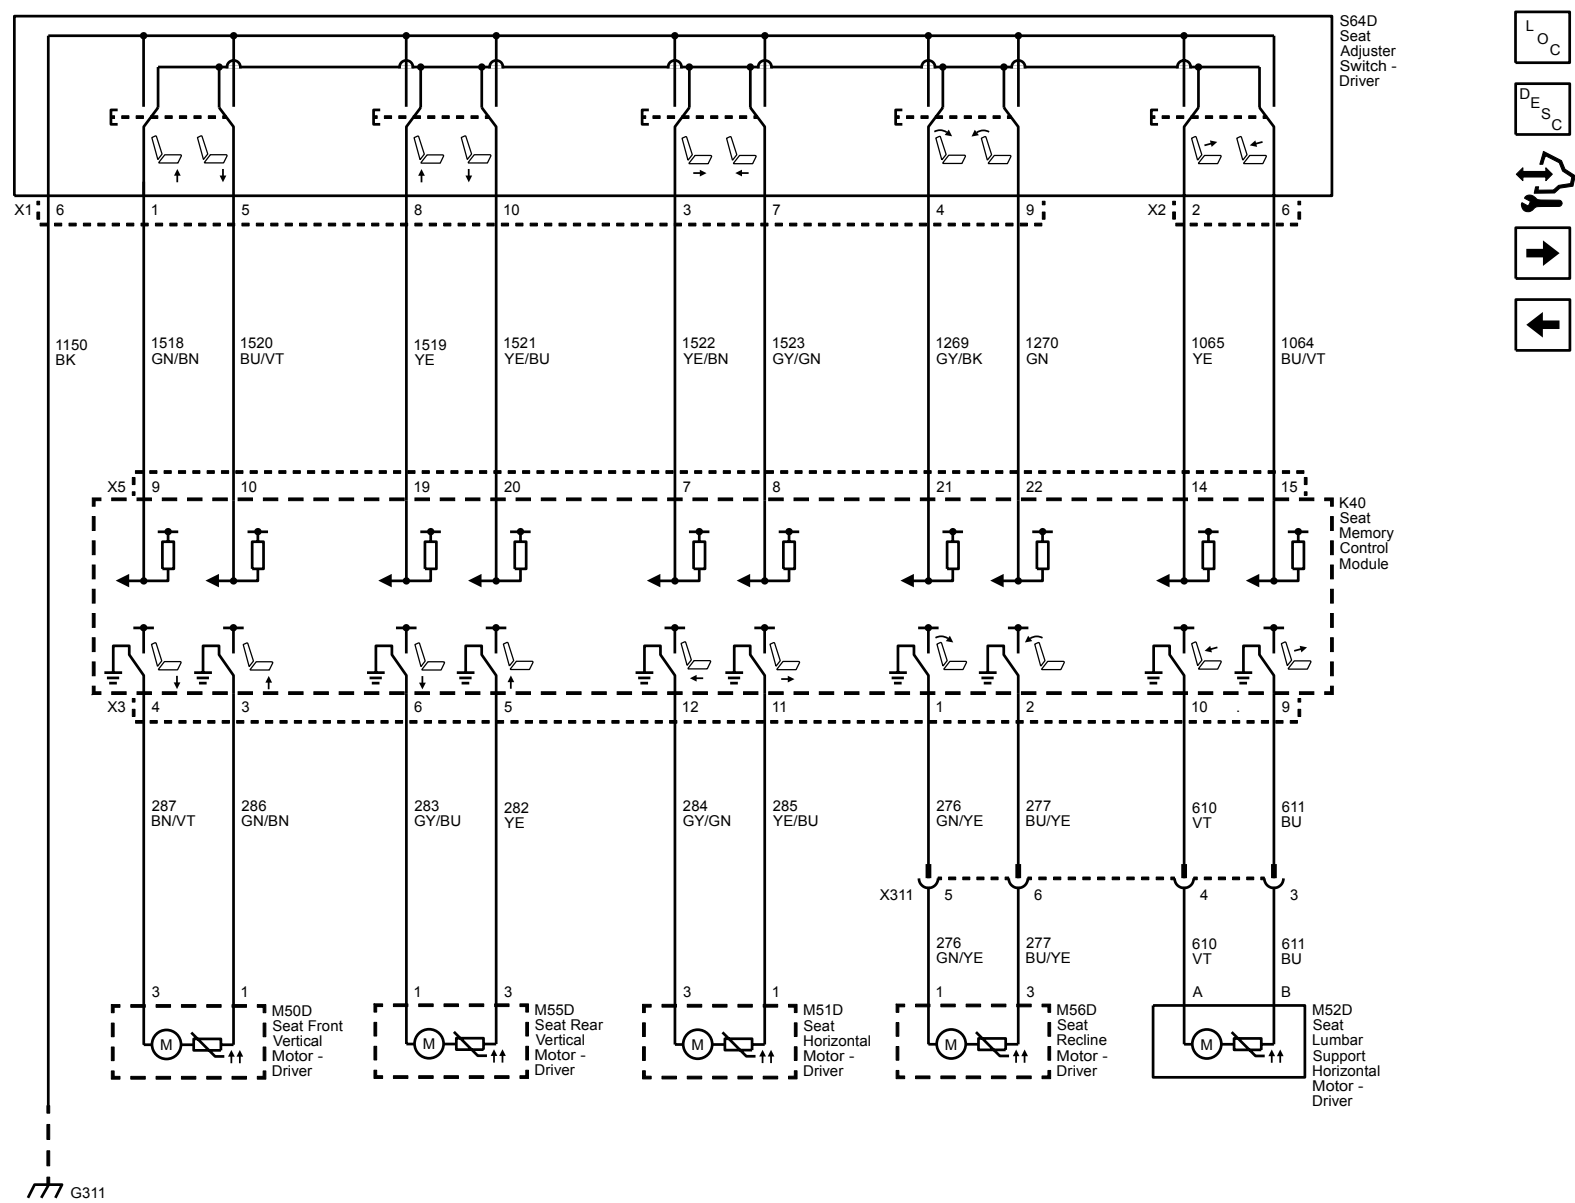 S64D
Seat
Adjuster
Switch -
Driver
L
O
C
D
E
S
C
X1 6 1 5 8 10 3 7 4 9 X2 2 6
1150 1518 1520 1519 1521 1522 1523 1269 1270 1065 1064
BK GN/BN BU/VT YE YE/BU YE/BN GY/GN GY/BK GN YE BU/VT
X5 9 10 19 20 7 8 21 22 14 15
K40
Seat
Memory
Control
Module
X3 4 3 6 5 12 11 1 2 10 . 9
287 286 283 282 284 285 276 277 610 611
BN/VT GN/BN GY/BU YE GY/GN YE/BU GN/YE BU/YE VT BU
X311 5 6 4 3
276 277 610 611
GN/YE BU/YE VT BU
3 1 1 3 3 1 1 3 A B
M50D
Seat Front
Vertical
Motor -
Driver
M
M55D
Seat Rear
Vertical
Motor -
Driver
M
M51D
Seat
Horizontal
Motor -
Driver
M
M56D
Seat
Recline
Motor -
Driver
M
M52D
Seat
Lumbar
Support
Horizontal
Motor -
Driver
M
G311